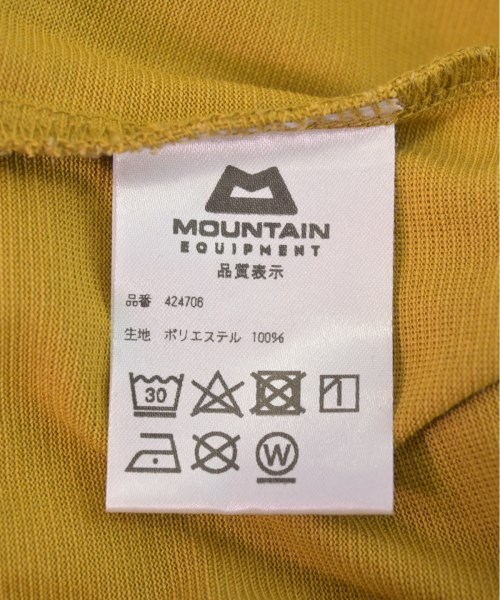 MOUNTAIN
EQUIPMENT
品質表示
品番 424708
生地 ポリエステル 100%
30
W